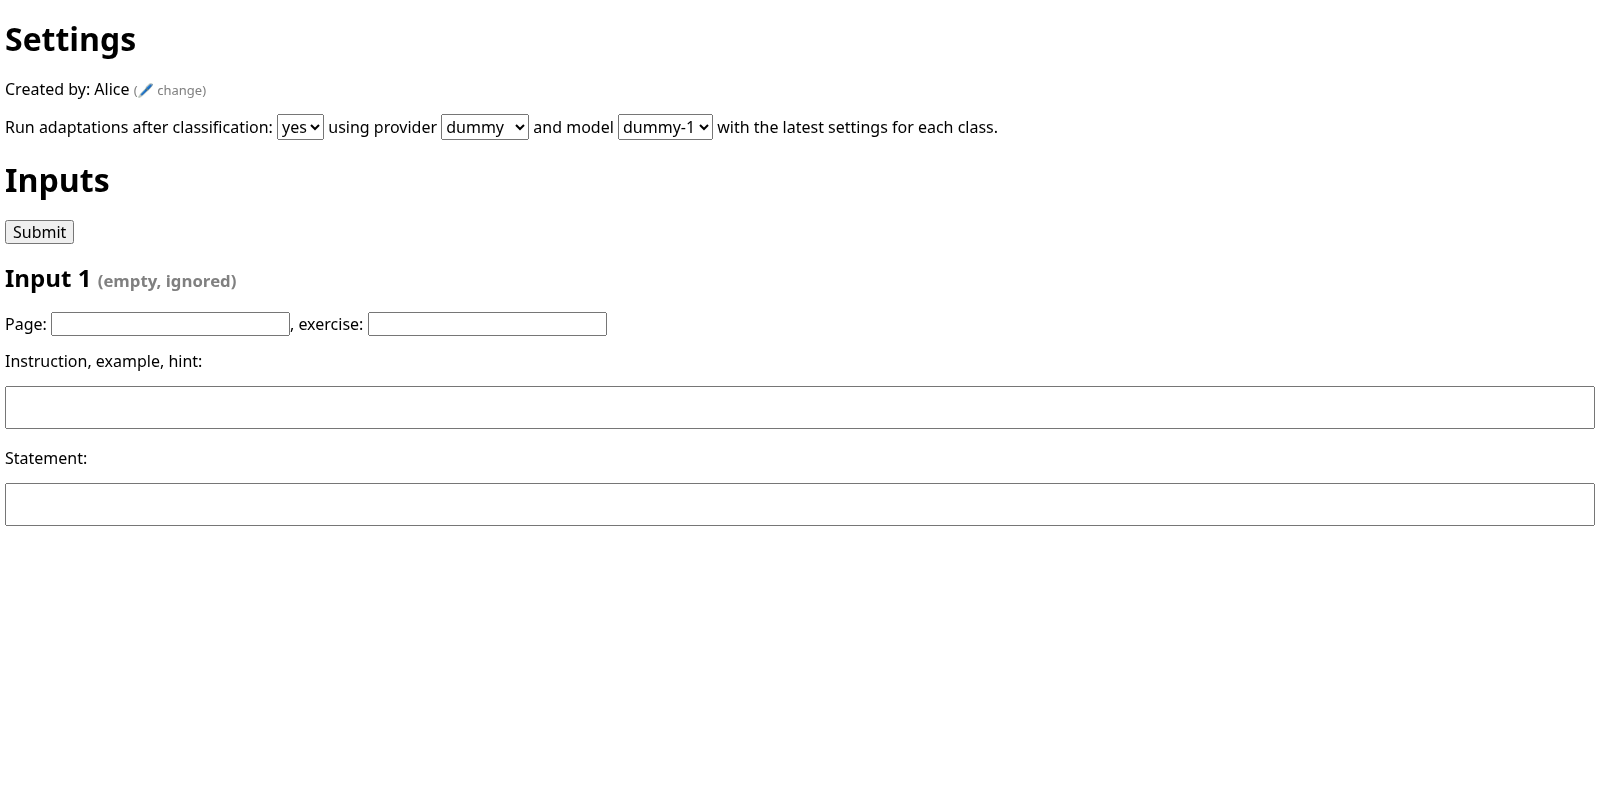 Settings
Created by: Alice (🖊️ change)
Run adaptations after classification: yes using provider dummy and model dummy-1 with the latest settings for each class.
Inputs
Submit
Input 1 (empty, ignored)
Page: , exercise:
Instruction, example, hint:
Statement: